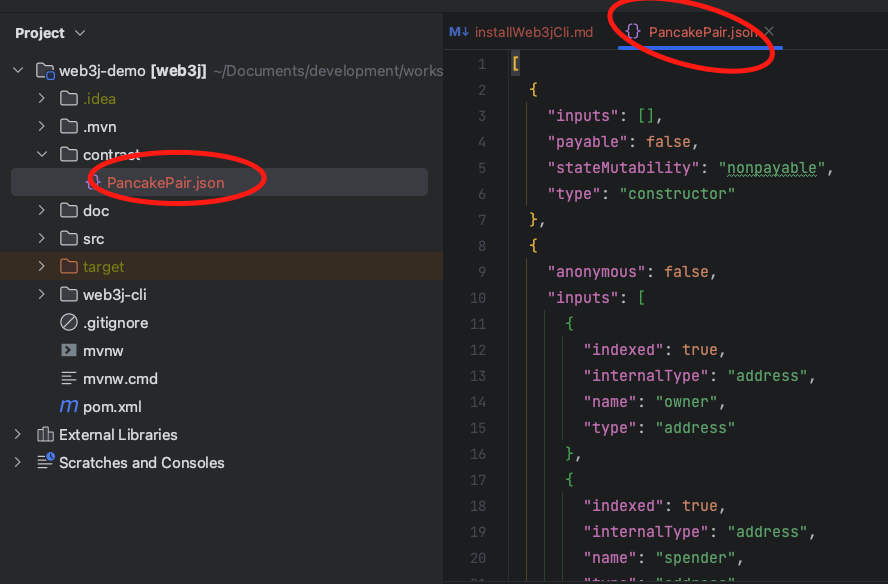 Project
web3j-demo [web3j] ~/Documents/development/works
.idea
.mvn
contract
{} PancakePair.json
doc
src
target
web3j-cli
.gitignore
mvnw
mvnw.cmd
m pom.xml
External Libraries
Scratches and Consoles
M↓ installWeb3jCli.md {} PancakePair.json
1 [
2 {
3 "inputs": [],
4 "payable": false,
5 "stateMutability": "nonpayable",
6 "type": "constructor"
7 },
8 {
9 "anonymous": false,
10 "inputs": [
11 {
12 "indexed": true,
13 "internalType": "address",
14 "name": "owner",
15 "type": "address"
16 },
17 {
18 "indexed": true,
19 "internalType": "address",
20 "name": "spender",